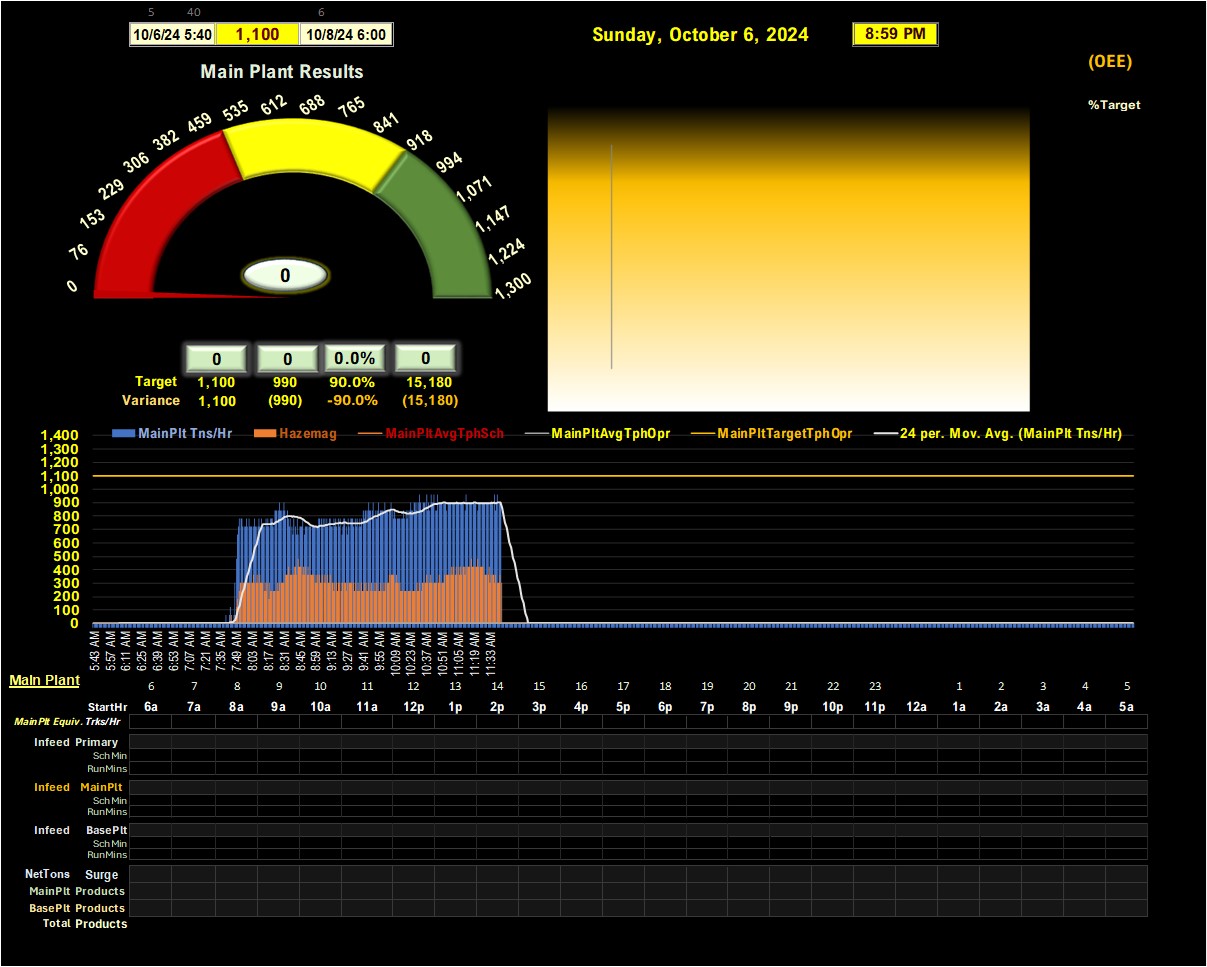 5 40 6
10/6/24 5:40 1,100 10/8/24 6:00
Sunday, October 6, 2024 8:59 PM
(OEE)
%Target
Main Plant Results
0 76 153 229 306 382 459 535 612 688 765 841 918 994 1,071 1,147 1,224 1,300
0
0 0 0.0% 0
Target 1,100 990 90.0% 15,180
Variance 1,100 (990) -90.0% (15,180)
MainPlt Tns/Hr Hazemag MainPltAvgTphSch MainPltAvgTphOpr MainPltTargetTphOpr 24 per. Mov. Avg. (MainPlt Tns/Hr)
1,400
1,300
1,200
1,100
1,000
900
800
700
600
500
400
300
200
100
0
5:43 AM 5:57 AM 6:11 AM 6:25 AM 6:39 AM 6:53 AM 7:07 AM 7:21 AM 7:35 AM 7:49 AM 8:03 AM 8:17 AM 8:31 AM 8:45 AM 8:59 AM 9:13 AM 9:27 AM 9:41 AM 9:55 AM 10:09 AM 10:23 AM 10:37 AM 10:51 AM 11:05 AM 11:19 AM 11:33 AM
Main Plant
6 7 8 9 10 11 12 13 14 15 16 17 18 19 20 21 22 23 1 2 3 4 5
StartHr 6a 7a 8a 9a 10a 11a 12p 1p 2p 3p 4p 5p 6p 7p 8p 9p 10p 11p 12a 1a 2a 3a 4a 5a
MainPlt Equiv. Trks/Hr
Infeed Primary
SchMin
RunMins
Infeed MainPlt
SchMin
RunMins
Infeed BasePlt
SchMin
RunMins
NetTons Surge
MainPlt Products
BasePlt Products
Total Products